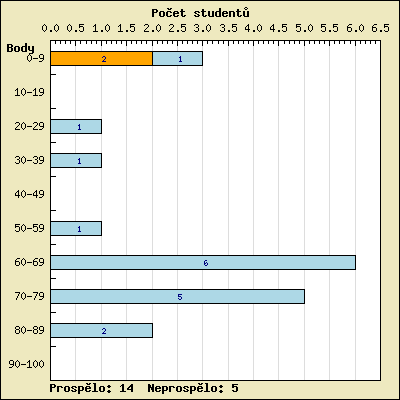 Počet studentů
0.0 0.5 1.0 1.5 2.0 2.5 3.0 3.5 4.0 4.5 5.0 5.5 6.0 6.5
Body
0-9 2 1
10-19
20-29 1
30-39 1
40-49
50-59 1
60-69 6
70-79 5
80-89 2
90-100
Prospělo: 14 Neprospělo: 5